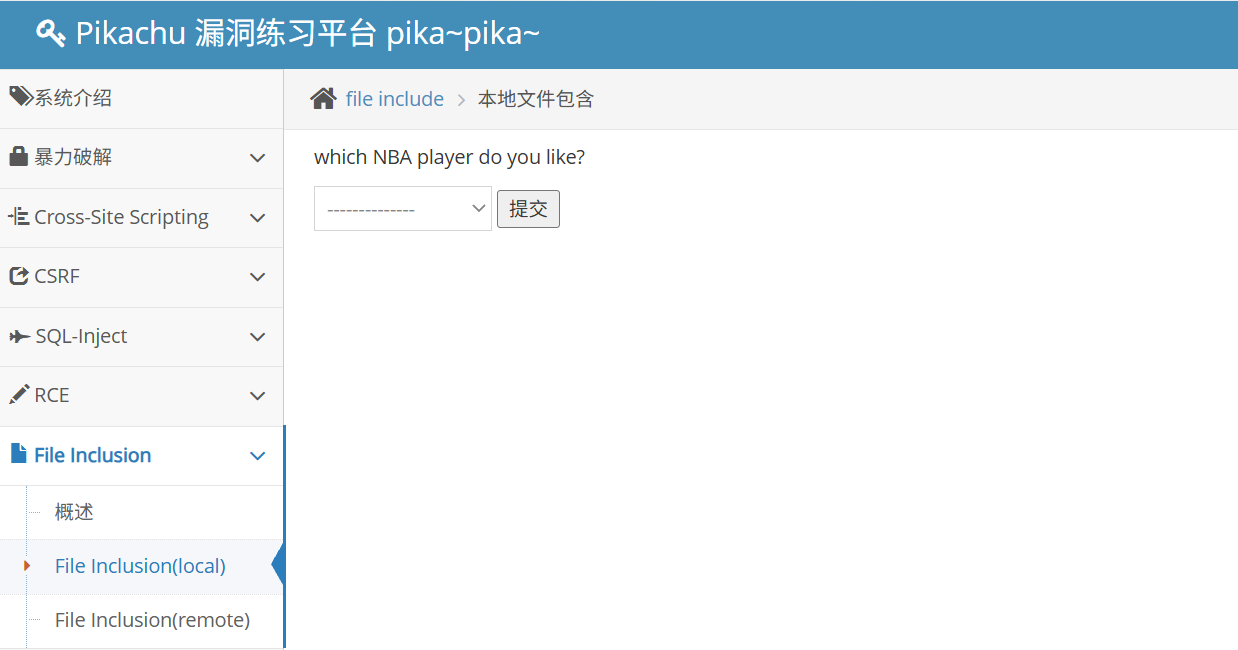 Pikachu 漏洞练习平台 pika~pika~
系统介绍
暴力破解
Cross-Site Scripting
CSRF
SQL-Inject
RCE
File Inclusion
概述
File Inclusion(local)
File Inclusion(remote)
file include > 本地文件包含
which NBA player do you like?
-------------- 提交